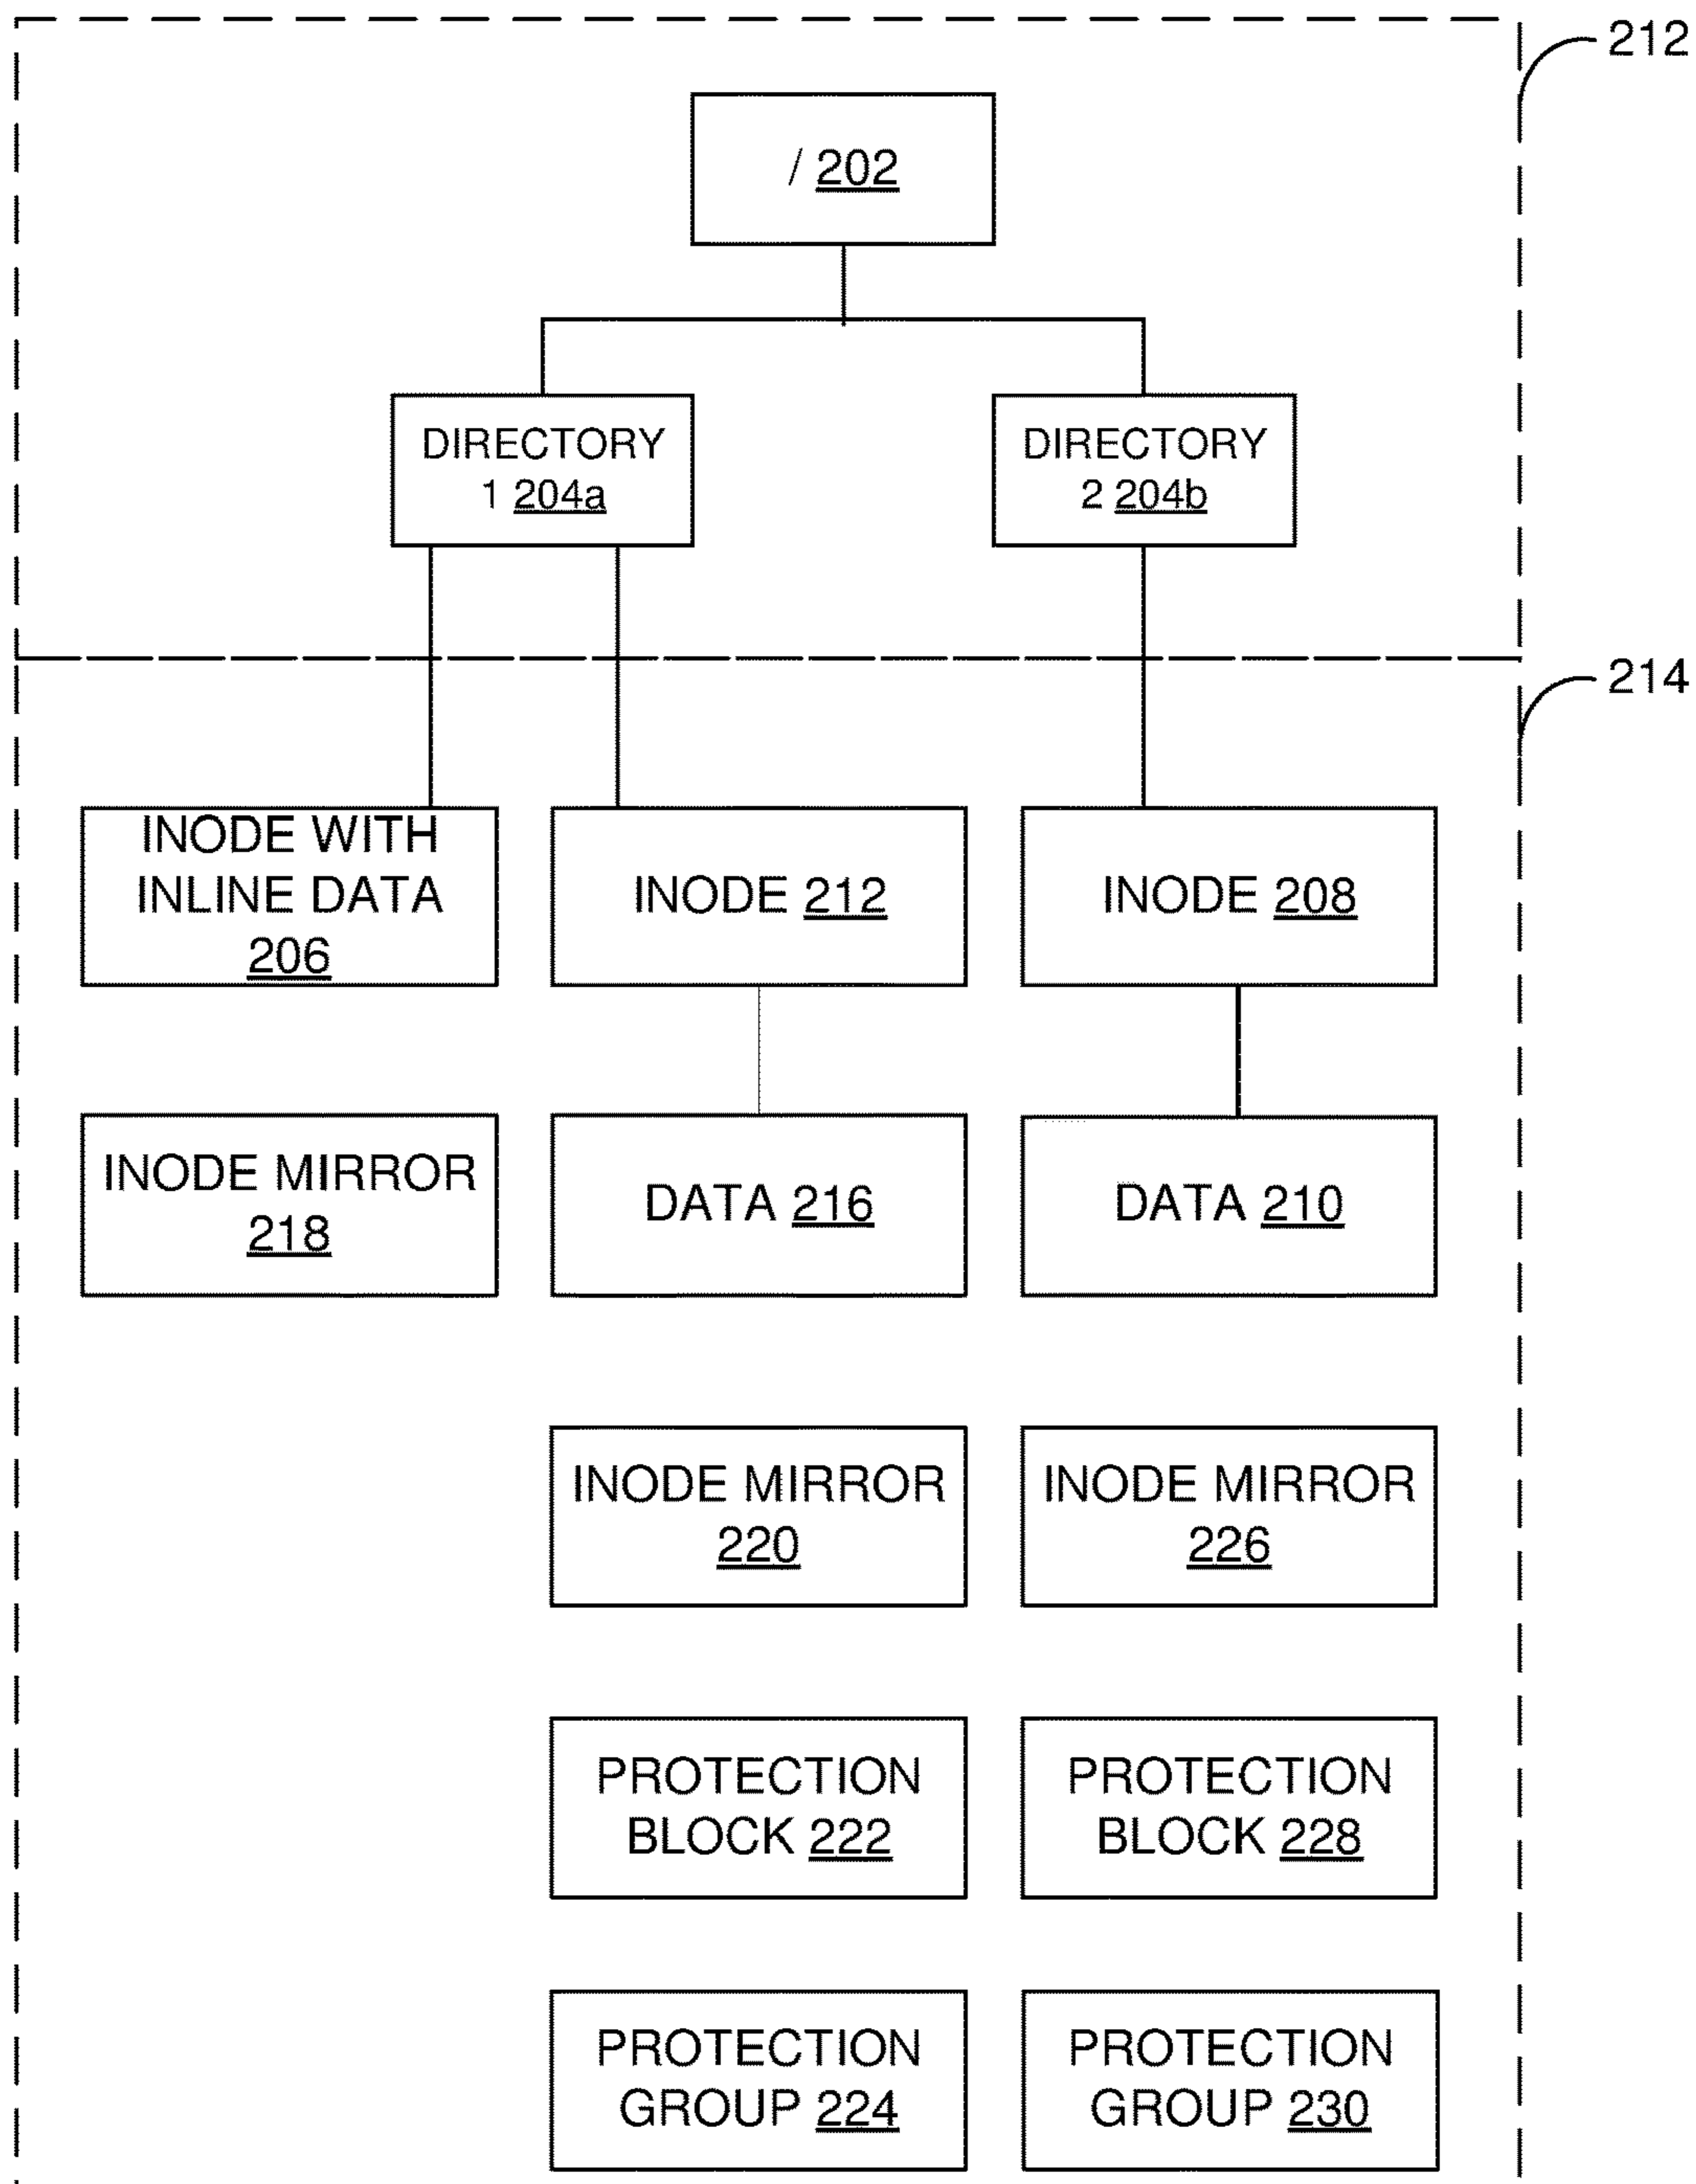 212
/ 202
DIRECTORY
1 204a
DIRECTORY
2 204b
214
INODE WITH
INLINE DATA
206
INODE 212
INODE 208
INODE MIRROR
218
DATA 216
DATA 210
INODE MIRROR
220
INODE MIRROR
226
PROTECTION
BLOCK 222
PROTECTION
BLOCK 228
PROTECTION
GROUP 224
PROTECTION
GROUP 230